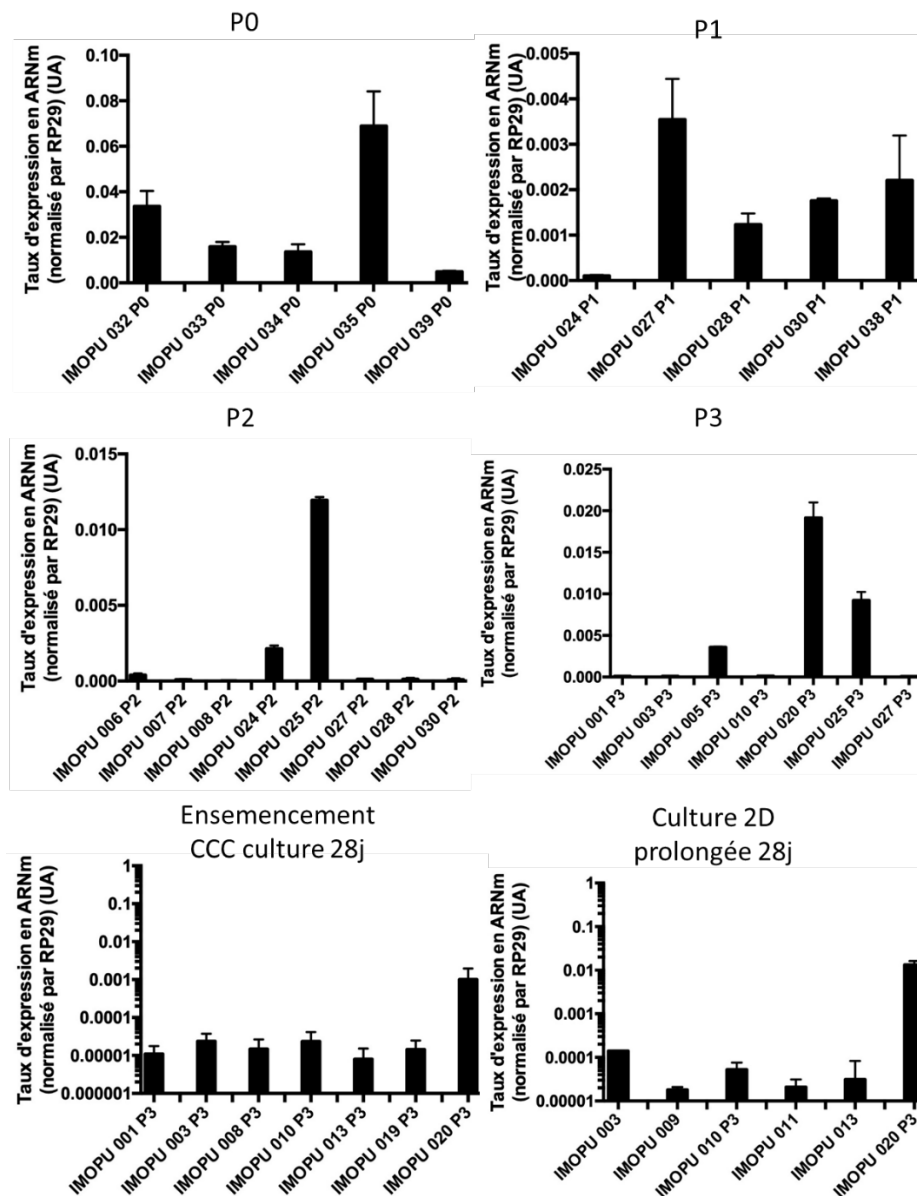 P0
Taux d'expression en ARNm
(normalisé par RP29) (UA)
0.10
0.08
0.06
0.04
0.02
0.00
IMOPU 032 P0
IMOPU 033 P0
IMOPU 034 P0
IMOPU 035 P0
IMOPU 039 P0
P1
Taux d'expression en ARNm
(normalisé par RP29) (UA)
0.005
0.004
0.003
0.002
0.001
0.000
IMOPU 024 P1
IMOPU 027 P1
IMOPU 028 P1
IMOPU 030 P1
IMOPU 038 P1
P2
Taux d'expression en ARNm
(normalisé par RP29) (UA)
0.015
0.010
0.005
0.000
IMOPU 006 P2
IMOPU 007 P2
IMOPU 008 P2
IMOPU 024 P2
IMOPU 025 P2
IMOPU 027 P2
IMOPU 028 P2
IMOPU 030 P2
P3
Taux d'expression en ARNm
(normalisé par RP29) (UA)
0.025
0.020
0.015
0.010
0.005
0.000
IMOPU 001 P3
IMOPU 003 P3
IMOPU 005 P3
IMOPU 010 P3
IMOPU 020 P3
IMOPU 025 P3
IMOPU 027 P3
Ensemencement
CCC culture 28j
Taux d'expression en ARNm
(normalisé par RP29) (UA)
1
0.1
0.01
0.001
0.0001
0.00001
0.000001
IMOPU 001 P3
IMOPU 003 P3
IMOPU 008 P3
IMOPU 010 P3
IMOPU 013 P3
IMOPU 019 P3
IMOPU 020 P3
Culture 2D
prolongée 28j
Taux d'expression en ARNm
(normalisé par RP29) (UA)
1
0.1
0.01
0.001
0.0001
0.00001
IMOPU 003
IMOPU 009
IMOPU 010 P3
IMOPU 011
IMOPU 013
IMOPU 020 P3